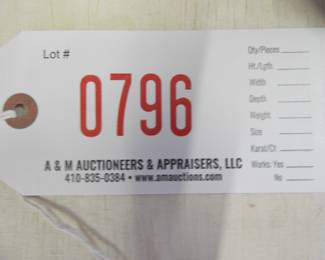 Lot #
0796
A & M AUCTIONEERS & APPRAISERS, LLC
410-835-0384 • www.amauctions.com
Qty/Pieces
Ht./Lgth.
Width
Depth
Weight
Size
Karat/Ct
Works: Yes
No